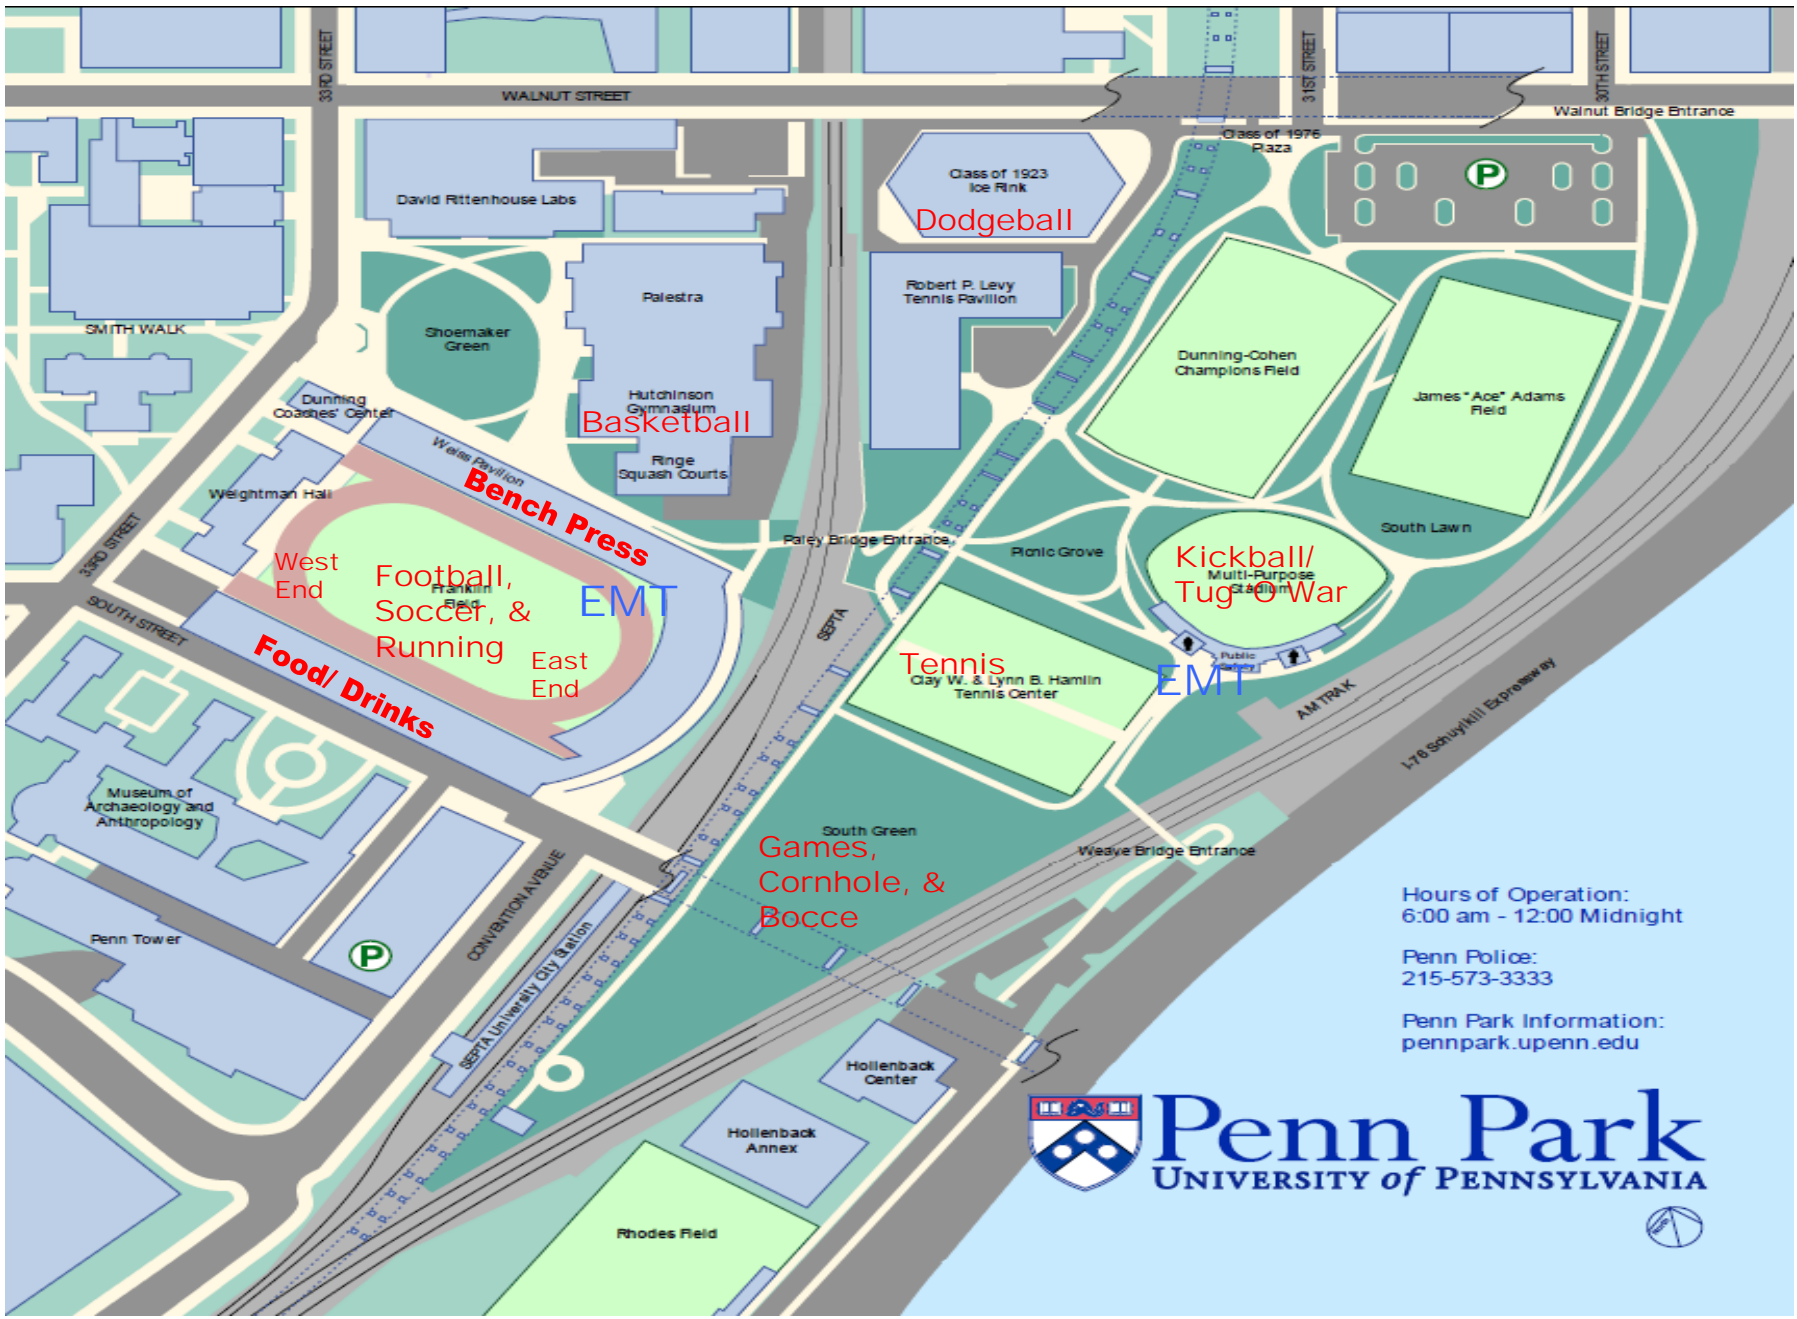 33RD STREET
WALNUT STREET
31ST STREET
30TH STREET
Walnut Bridge Entrance
Class of 1976
Plaza
P
Class of 1923
Ice Rink
Dodgeball
David Rittenhouse Labs
Robert P. Levy
Tennis Pavilion
Palestra
SMITH WALK
Shoemaker
Green
Dunning-Cohen
Champions Field
James "Ace" Adams
Field
Dunning
Coaches' Center
Hutchinson
Gymnasium
Basketball
Ringe
Squash Courts
Weiss Pavilion
Bench Press
Weightman Hall
33RD STREET
South Lawn
Paley Bridge Entrance
Picnic Grove
Kickball/
Tug-O War
Multi-Purpose
Stadium
West
End
Football,
Soccer, &
Running
Franklin
Field
EMT
East
End
SOUTH STREET
Food/ Drinks
SEPTA
Tennis
Clay W. & Lynn B. Hamlin
Tennis Center
Public
Safety
EMT
AMTRAK
I-76 Schuylkill Expressway
Museum of
Archaeology and
Anthropology
South Green
Games,
Cornhole, &
Bocce
Weave Bridge Entrance
CONVENTION AVENUE
Penn Tower
P
SEPTA University City Station
Hours of Operation:
6:00 am - 12:00 Midnight
Penn Police:
215-573-3333
Penn Park Information:
pennpark.upenn.edu
Hollenback
Center
Hollenback
Annex
Rhodes Field
Penn Park
UNIVERSITY of PENNSYLVANIA